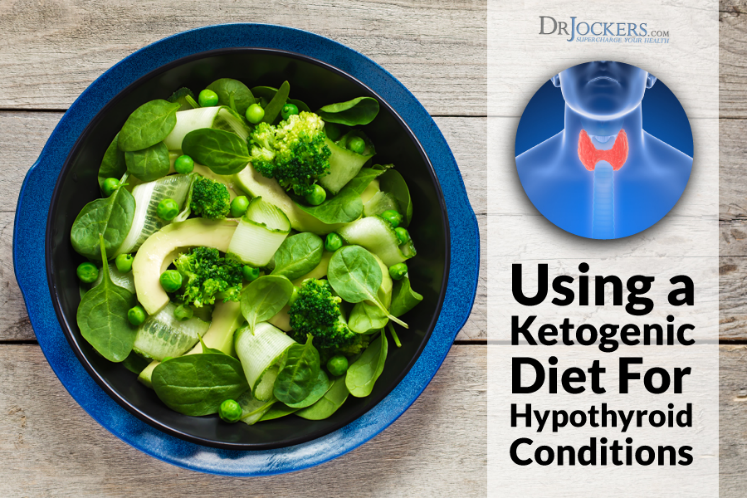 DRJOCKERS.COM
SUPERCHARGE YOUR HEALTH
Using a
Ketogenic
Diet For
Hypothyroid
Conditions